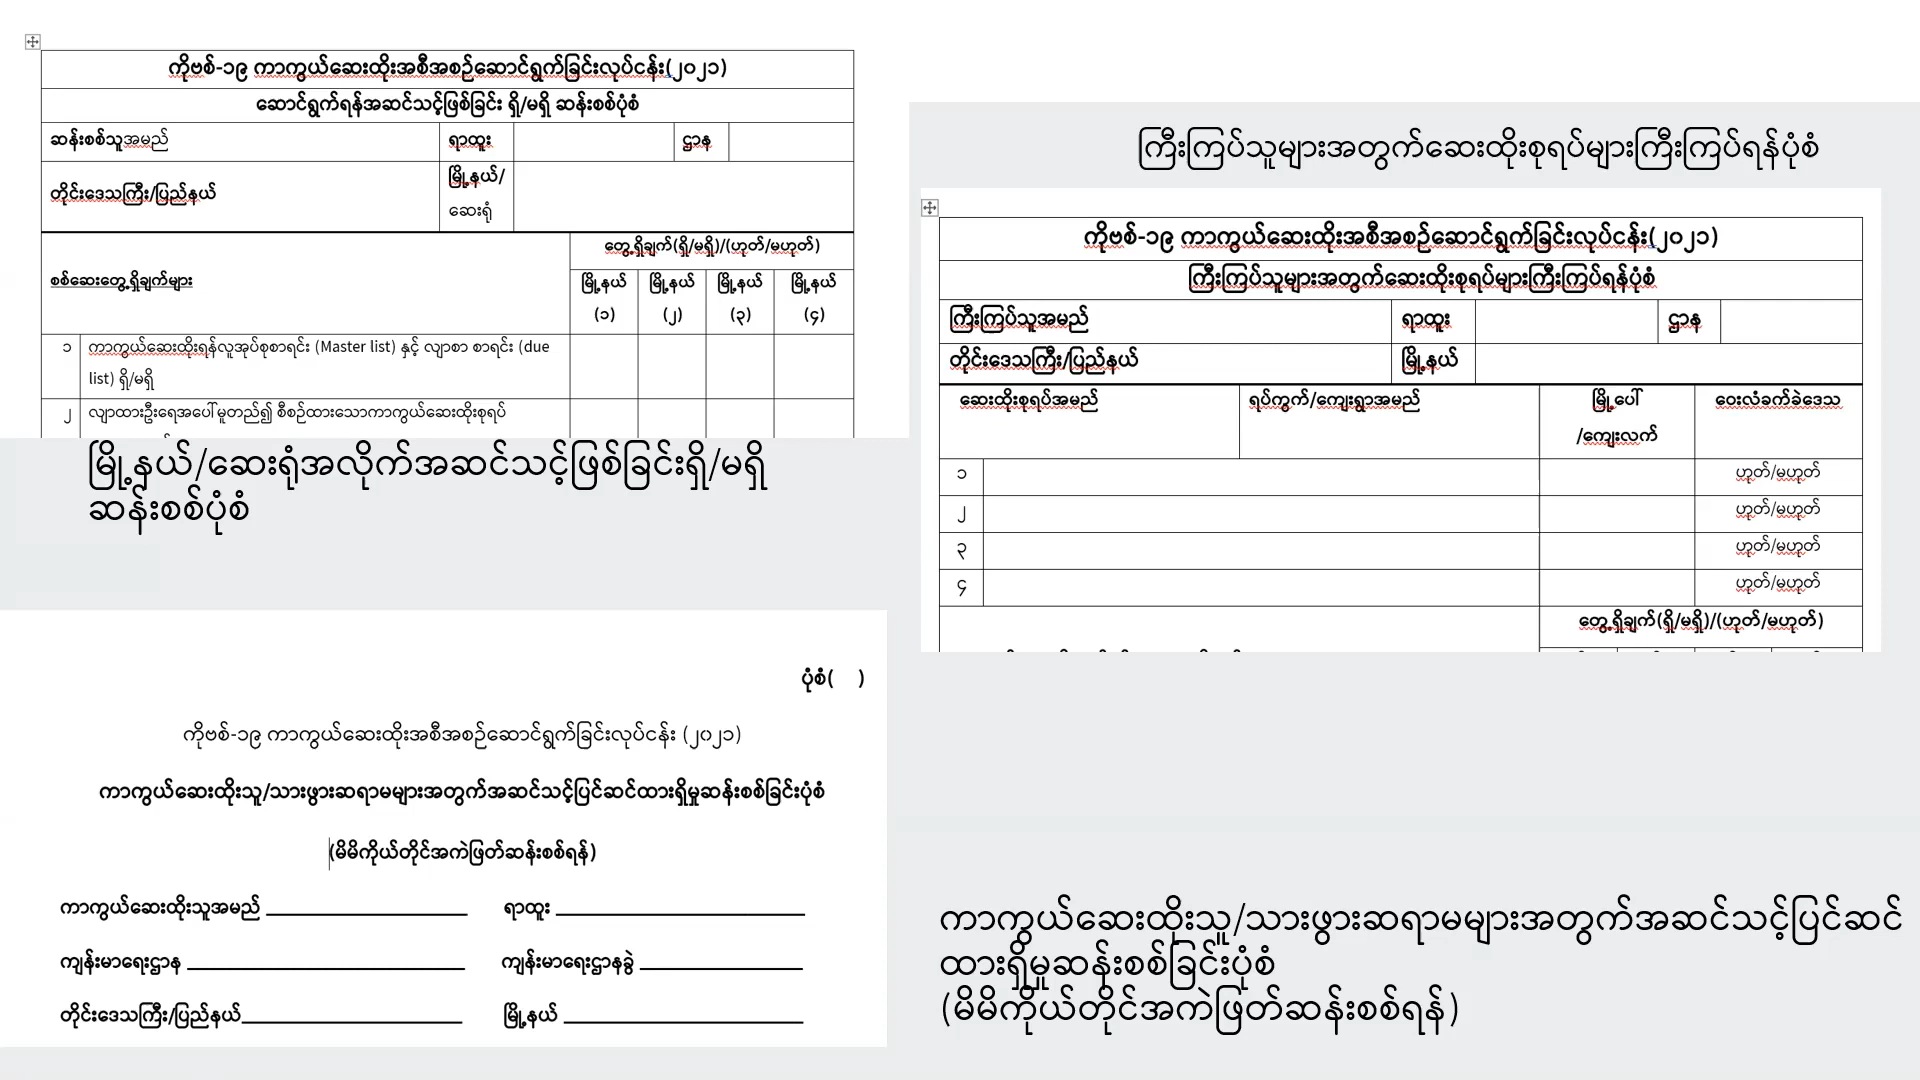 ကိုဗစ်-၁၉ ကာကွယ်ဆေးထိုးအစီအစဉ်ဆောင်ရွက်ခြင်းလုပ်ငန်း(၂၀၂၁)
ဆောင်ရွက်ရန်အဆင်သင့်ဖြစ်ခြင်း ရှိ/မရှိ ဆန်းစစ်ပုံစံ
ဆန်းစစ်သူအမည် ရာထူး ဌာန
တိုင်းဒေသကြီး/ပြည်နယ် မြို့နယ်/
ဆေးရုံ
တွေ့ရှိချက်(ရှိ/မရှိ)/(ဟုတ်/မဟုတ်)
စစ်ဆေးတွေ့ရှိချက်များ
မြို့နယ် မြို့နယ် မြို့နယ် မြို့နယ်
(၁) (၂) (၃) (၄)
၁ ကာကွယ်ဆေးထိုးရန်လူအုပ်စုစာရင်း (Master list) နှင့် လျာစာ စာရင်း (due
list) ရှိ/မရှိ
၂ လျာထားဦးရေအပေါ်မူတည်၍ စီစဉ်ထားသောကာကွယ်ဆေးထိုးစုရပ်
မြို့နယ်/ဆေးရုံအလိုက်အဆင်သင့်ဖြစ်ခြင်းရှိ/မရှိ
ဆန်းစစ်ပုံစံ
ကြီးကြပ်သူများအတွက်ဆေးထိုးစုရပ်များကြီးကြပ်ရန်ပုံစံ
ကိုဗစ်-၁၉ ကာကွယ်ဆေးထိုးအစီအစဉ်ဆောင်ရွက်ခြင်းလုပ်ငန်း(၂၀၂၁)
ကြီးကြပ်သူများအတွက်ဆေးထိုးစုရပ်များကြီးကြပ်ရန်ပုံစံ
ကြီးကြပ်သူအမည် ရာထူး ဌာန
တိုင်းဒေသကြီး/ပြည်နယ် မြို့နယ်
ဆေးထိုးစုရပ်အမည် ရပ်ကွက်/ကျေးရွာအမည် မြို့ပေါ် ဝေးလံခက်ခဲဒေသ
/ကျေးလက်
၁ ဟုတ်/မဟုတ်
၂ ဟုတ်/မဟုတ်
၃ ဟုတ်/မဟုတ်
၄ ဟုတ်/မဟုတ်
တွေ့ရှိချက်(ရှိ/မရှိ)/(ဟုတ်/မဟုတ်)
ပုံစံ( )
ကိုဗစ်-၁၉ ကာကွယ်ဆေးထိုးအစီအစဉ်ဆောင်ရွက်ခြင်းလုပ်ငန်း (၂၀၂၁)
ကာကွယ်ဆေးထိုးသူ/သားဖွားဆရာမများအတွက်အဆင်သင့်ပြင်ဆင်ထားရှိမှုဆန်းစစ်ခြင်းပုံစံ
(မိမိကိုယ်တိုင်အကဲဖြတ်ဆန်းစစ်ရန်)
ကာကွယ်ဆေးထိုးသူအမည် ရာထူး
ကျန်းမာရေးဌာန ကျန်းမာရေးဌာနခွဲ
တိုင်းဒေသကြီး/ပြည်နယ် မြို့နယ်
ကာကွယ်ဆေးထိုးသူ/သားဖွားဆရာမများအတွက်အဆင်သင့်ပြင်ဆင်
ထားရှိမှုဆန်းစစ်ခြင်းပုံစံ
(မိမိကိုယ်တိုင်အကဲဖြတ်ဆန်းစစ်ရန်)